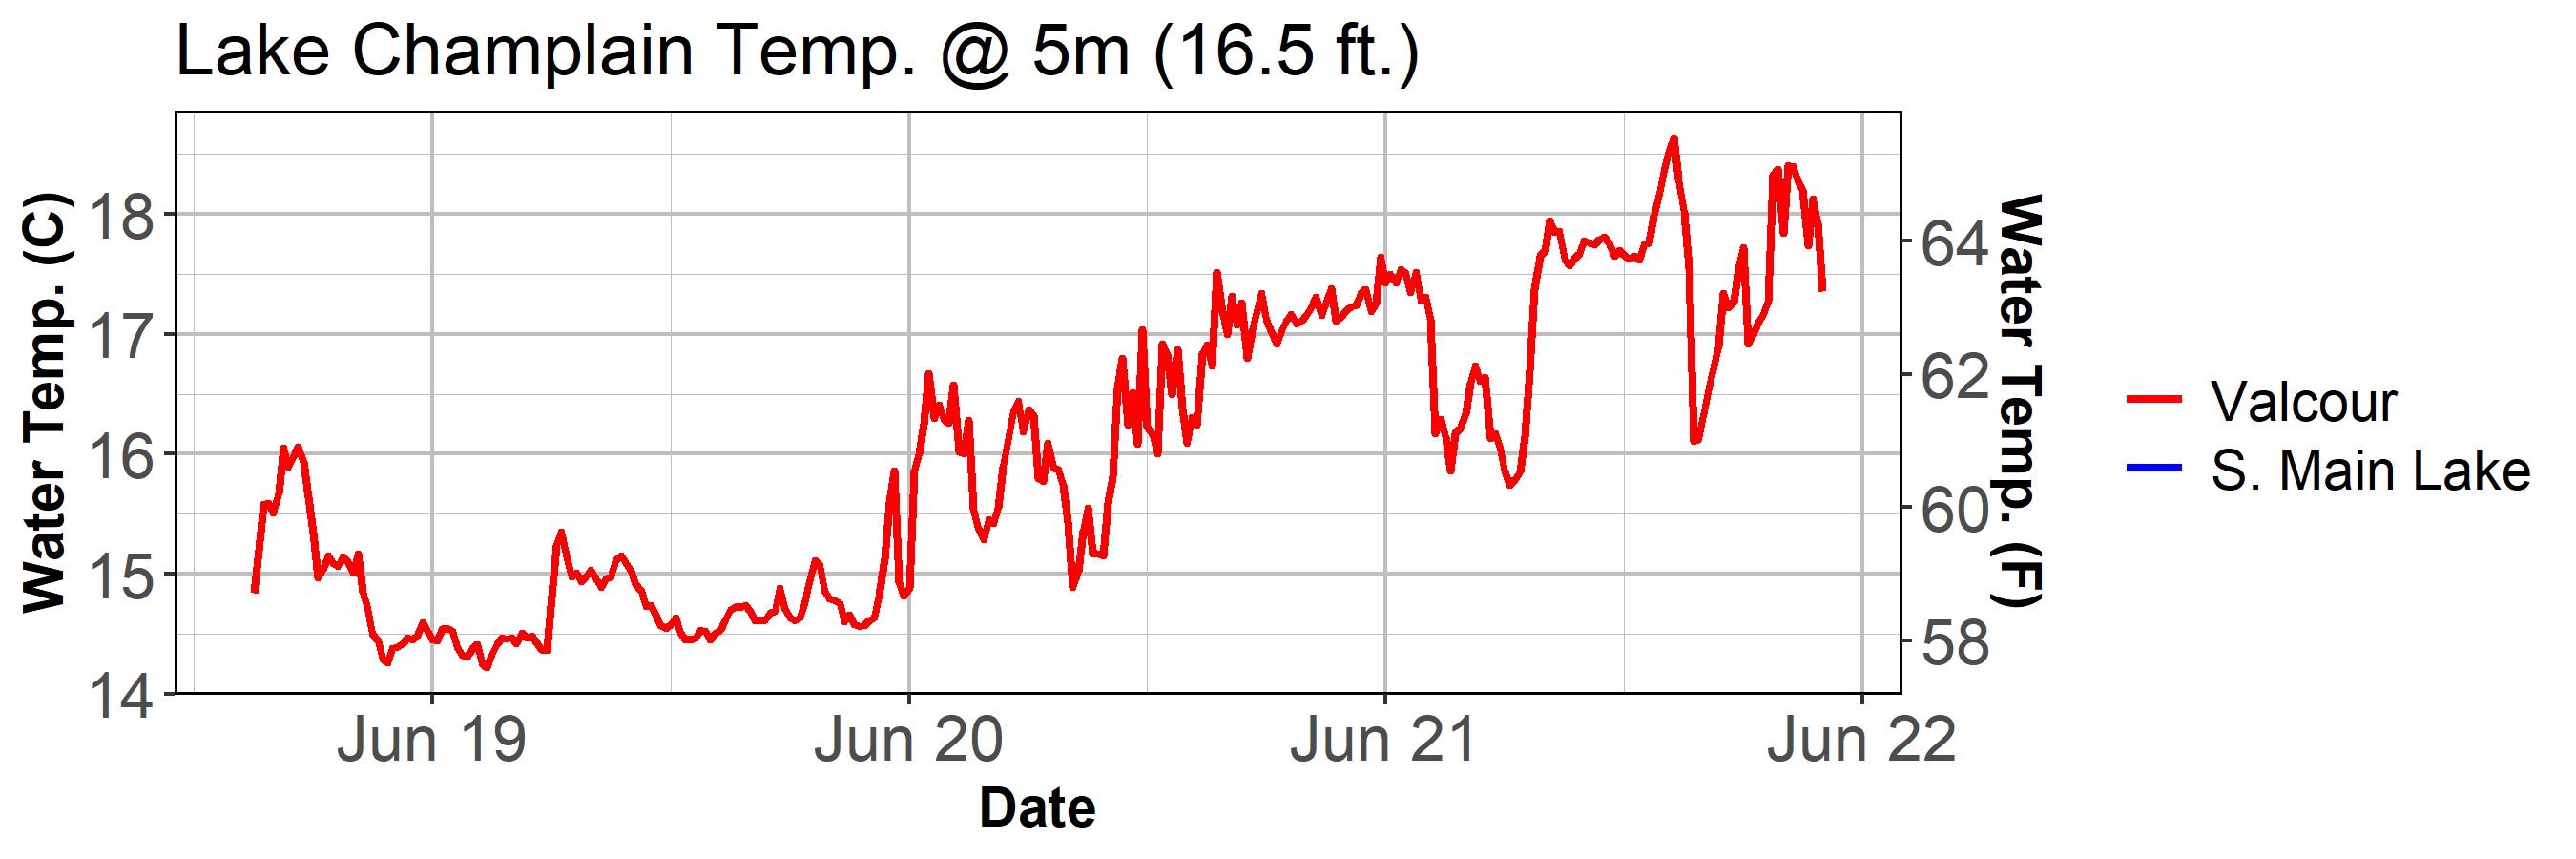 Lake Champlain Temp. @ 5m (16.5 ft.)
Water Temp. (C)
18
17
16
15
14
64
62
60
58
Water Temp. (F)
Jun 19
Jun 20
Jun 21
Jun 22
Date
Valcour
S. Main Lake